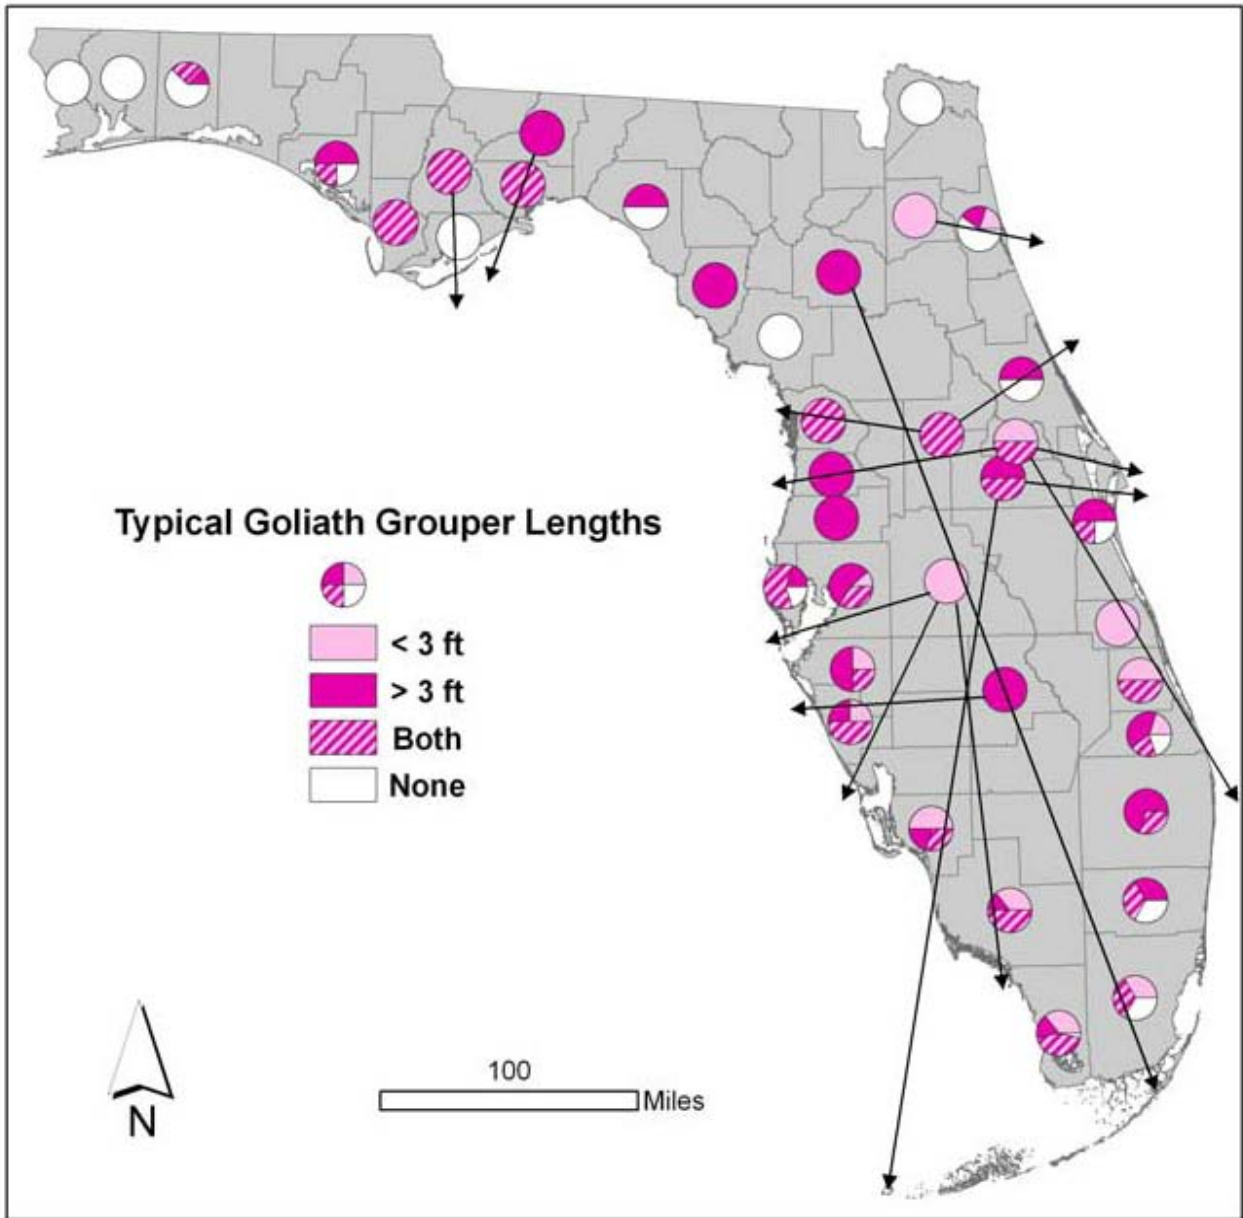 Typical Goliath Grouper Lengths
< 3 ft
> 3 ft
Both
None
100
Miles
N